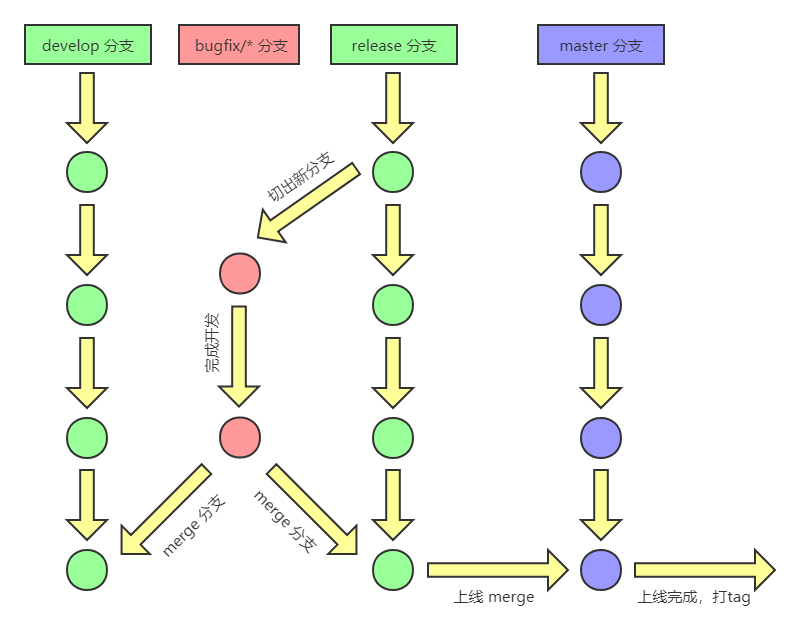 develop 分支
bugfix/* 分支
release 分支
master 分支
切出新分支
完成开发
merge 分支
merge 分支
上线 merge
上线完成，打tag